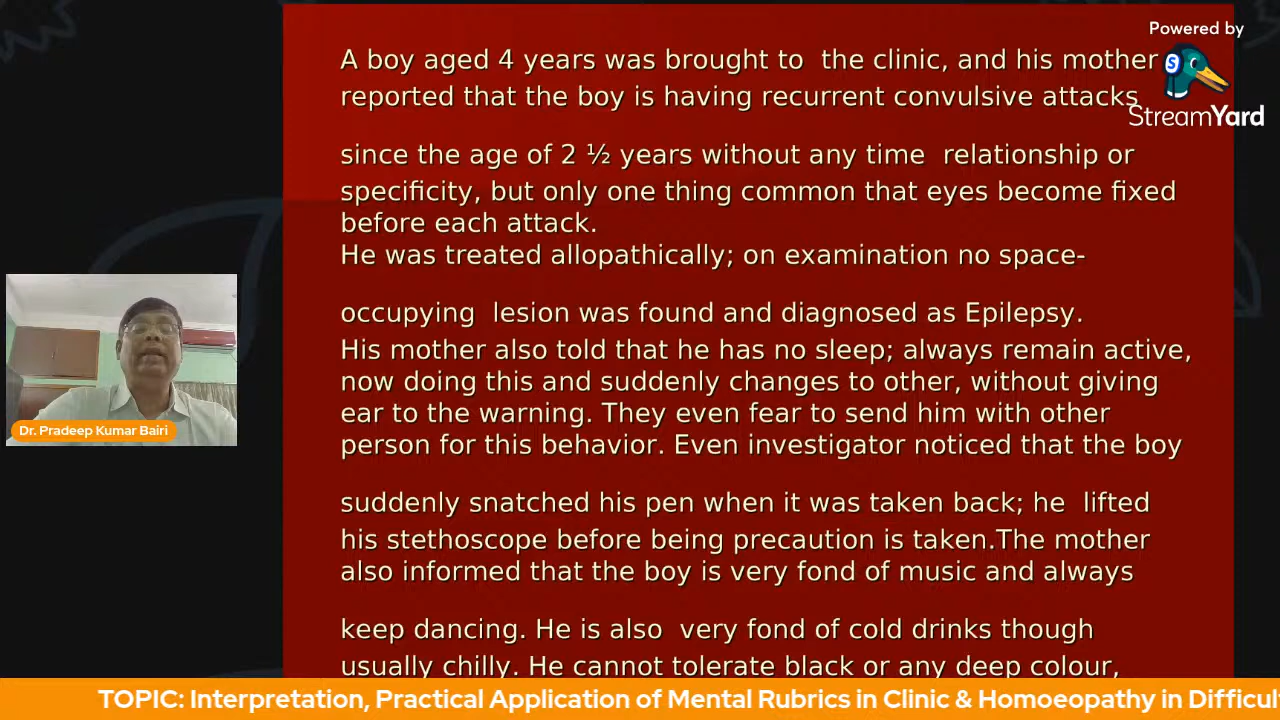 Powered by
StreamYard
A boy aged 4 years was brought to the clinic, and his mother
reported that the boy is having recurrent convulsive attacks
since the age of 2 ½ years without any time relationship or
specificity, but only one thing common that eyes become fixed
before each attack.
He was treated allopathically; on examination no space-
occupying lesion was found and diagnosed as Epilepsy.
His mother also told that he has no sleep; always remain active,
now doing this and suddenly changes to other, without giving
ear to the warning. They even fear to send him with other
person for this behavior. Even investigator noticed that the boy
suddenly snatched his pen when it was taken back; he lifted
his stethoscope before being precaution is taken.The mother
also informed that the boy is very fond of music and always
keep dancing. He is also very fond of cold drinks though
usually chilly. He cannot tolerate black or any deep colour,
Dr. Pradeep Kumar Bairi
TOPIC: Interpretation, Practical Application of Mental Rubrics in Clinic & Homoeopathy in Difficul